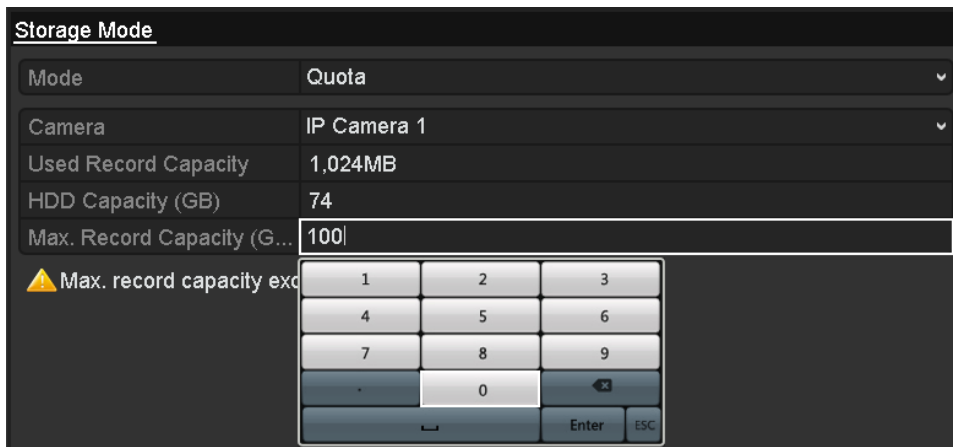 Storage Mode
Mode Quota
Camera IP Camera 1
Used Record Capacity 1,024MB
HDD Capacity (GB) 74
Max. Record Capacity (G... 100
Max. record capacity exc
1 2 3
4 5 6
7 8 9
. 0
Enter ESC